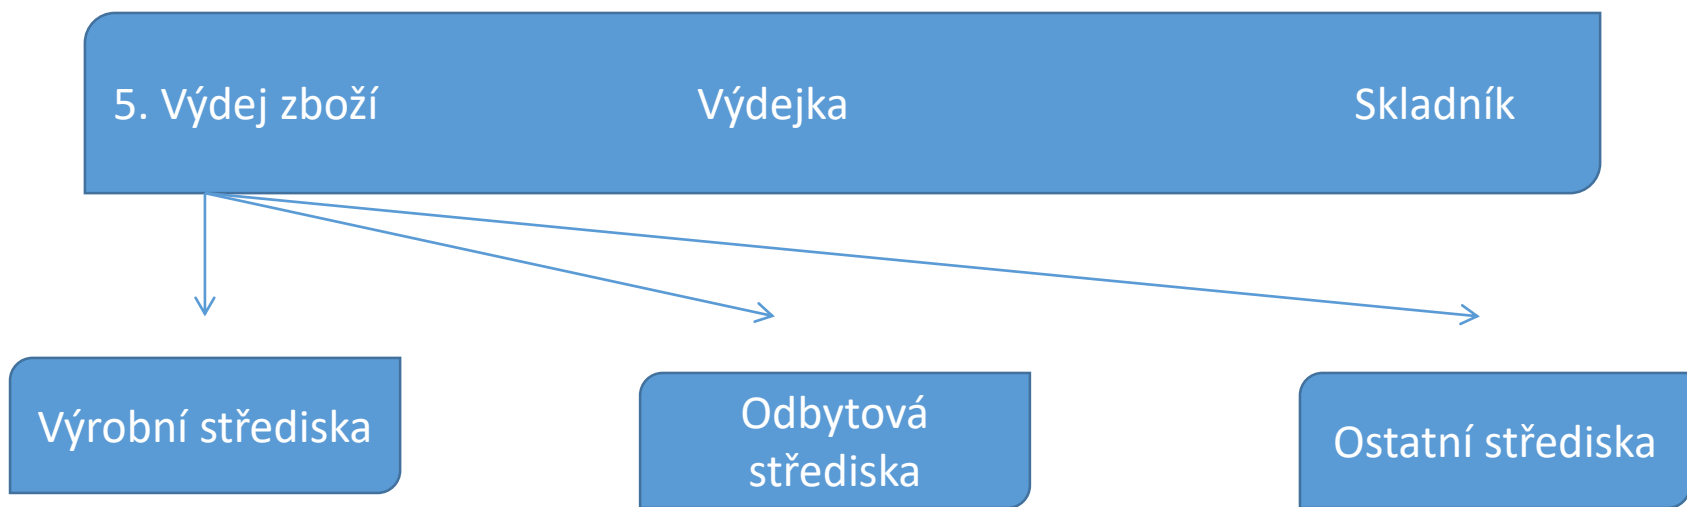 5. Výdej zboží Výdejka Skladník
Výrobní střediska
Odbytová
střediska
Ostatní střediska